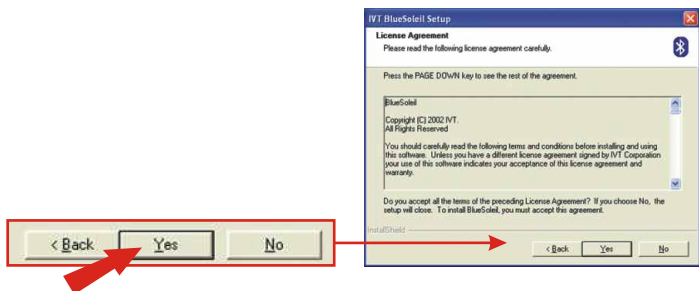 IVT BlueSoleil Setup
License Agreement
Please read the following license agreement carefully.
Press the PAGE DOWN key to see the rest of the agreement.
BlueSoleil
Copyright (C) 2002 IVT.
All Rights Reserved
You should carefully read the following terms and conditions before installing and using
this software. Unless you have a different license agreement signed by IVT Corporation
your use of this software indicates your acceptance of this license agreement and
warranty.
Do you accept all the terms of the preceding License Agreement? If you choose No, the
setup will close. To install BlueSoleil, you must accept this agreement.
InstallShield
< Back Yes No
< Back Yes No